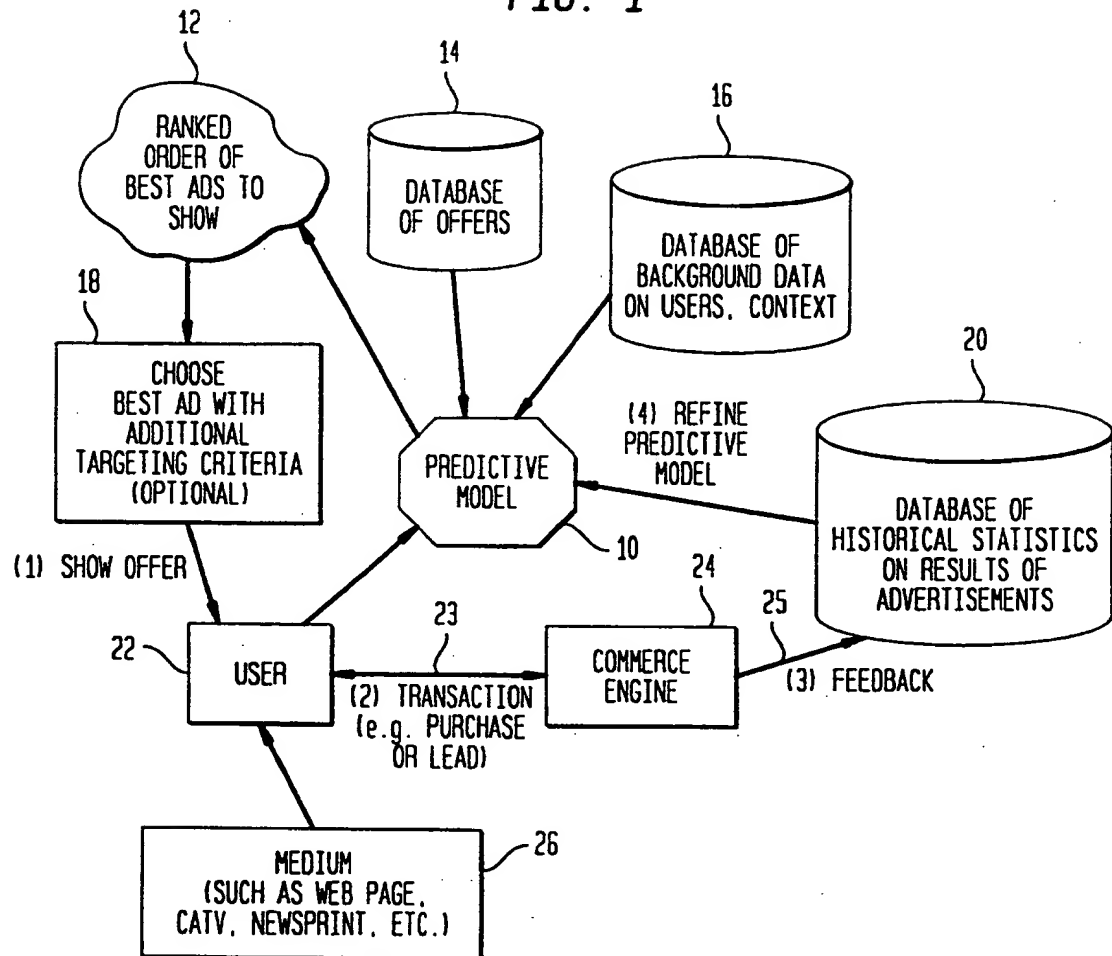 FIG. 1
12
RANKED
ORDER OF
BEST ADS TO
SHOW
14
DATABASE
OF OFFERS
16
DATABASE OF
BACKGROUND DATA
ON USERS, CONTEXT
18
CHOOSE
BEST AD WITH
ADDITIONAL
TARGETING CRITERIA
(OPTIONAL)
PREDICTIVE
MODEL
10
(4) REFINE
PREDICTIVE
MODEL
20
DATABASE OF
HISTORICAL STATISTICS
ON RESULTS OF
ADVERTISEMENTS
(1) SHOW OFFER
22
USER
23
(2) TRANSACTION
(e.g. PURCHASE
OR LEAD)
24
COMMERCE
ENGINE
25
(3) FEEDBACK
MEDIUM
(SUCH AS WEB PAGE,
CATV, NEWSPRINT, ETC.)
26